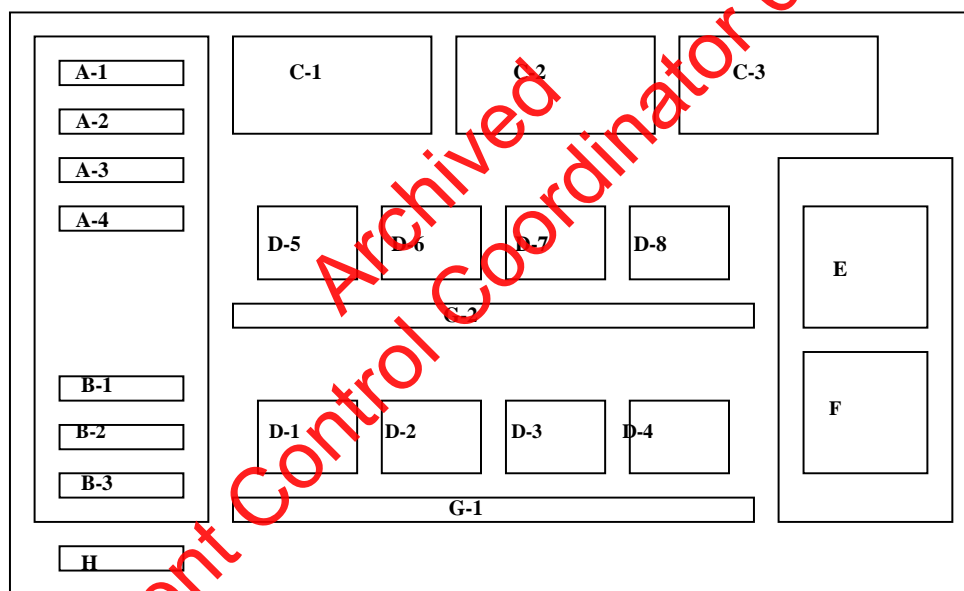 A-1
C-1
C-2
C-3
A-2
A-3
A-4
D-5
D-6
D-7
D-8
E
G-2
B-1
F
B-2
D-1
D-2
D-3
D-4
B-3
G-1
H
Archived
Control Coordinator